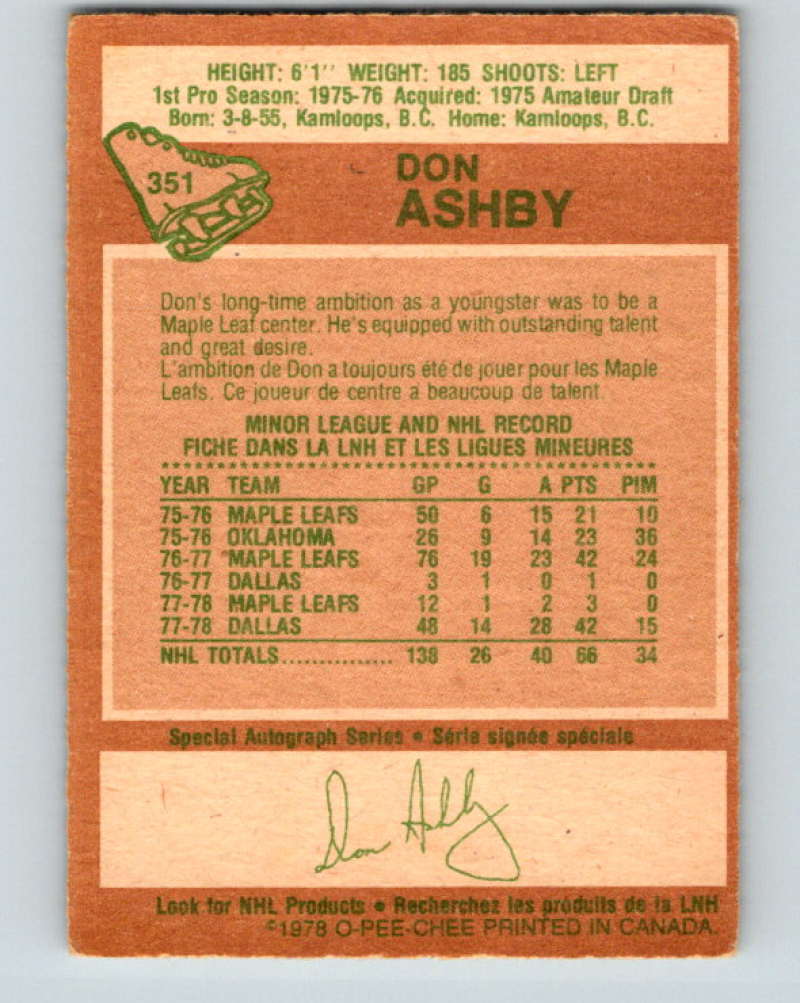 HEIGHT: 6'1'' WEIGHT: 185 SHOOTS: LEFT
1st Pro Season: 1975-76 Acquired: 1975 Amateur Draft
Born: 3-8-55, Kamloops, B.C. Home: Kamloops, B.C.
351
DON
ASHBY
Don's long-time ambition as a youngster was to be a
Maple Leaf center. He's equipped with outstanding talent
and great desire.
L'ambition de Don a toujours été de jouer pour les Maple
Leafs. Ce joueur de centre a beaucoup de talent.
MINOR LEAGUE AND NHL RECORD
FICHE DANS LA LNH ET LES LIGUES MINEURES
YEAR TEAM GP G A PTS PIM
75-76 MAPLE LEAFS 50 6 15 21 10
75-76 OKLAHOMA 26 9 14 23 36
76-77 MAPLE LEAFS 76 19 23 42 24
76-77 DALLAS 3 1 0 1 0
77-78 MAPLE LEAFS 12 1 2 3 0
77-78 DALLAS 48 14 28 42 15
NHL TOTALS............... 138 26 40 66 34
Special Autograph Series • Série signée spéciale
Don Ashby
Look for NHL Products • Recherchez les produits de la LNH
©1978 O-PEE-CHEE PRINTED IN CANADA.